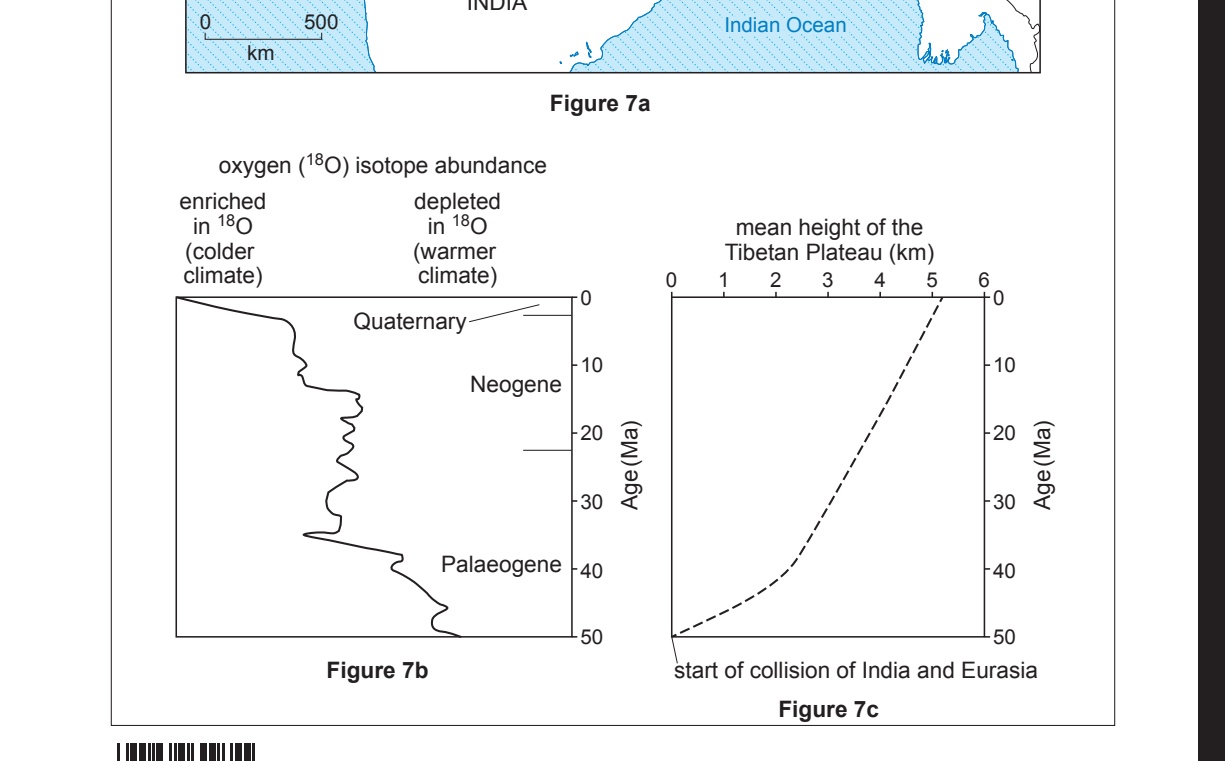 INDIA
0 500
km
Indian Ocean
Figure 7a
oxygen (¹⁸O) isotope abundance
enriched
in ¹⁸O
(colder
climate)
depleted
in ¹⁸O
(warmer
climate)
Quaternary
Neogene
Palaeogene
0
10
20
30
40
50
Age (Ma)
Figure 7b
mean height of the
Tibetan Plateau (km)
0 1 2 3 4 5 6
0
10
20
30
40
50
Age (Ma)
start of collision of India and Eurasia
Figure 7c